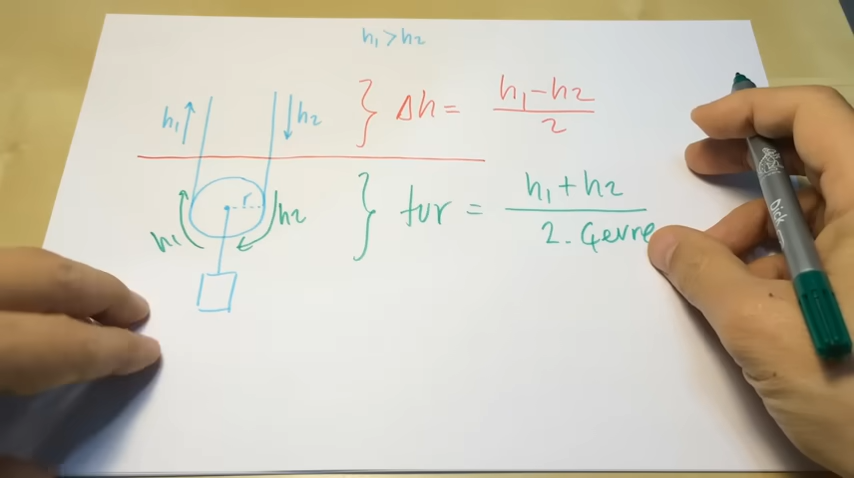 h₁ > h₂
h₁
h₂
} Δh = (h₁ - h₂) / 2
r
h₁
h₂
} tur = (h₁ + h₂) / (2 . Çevre)